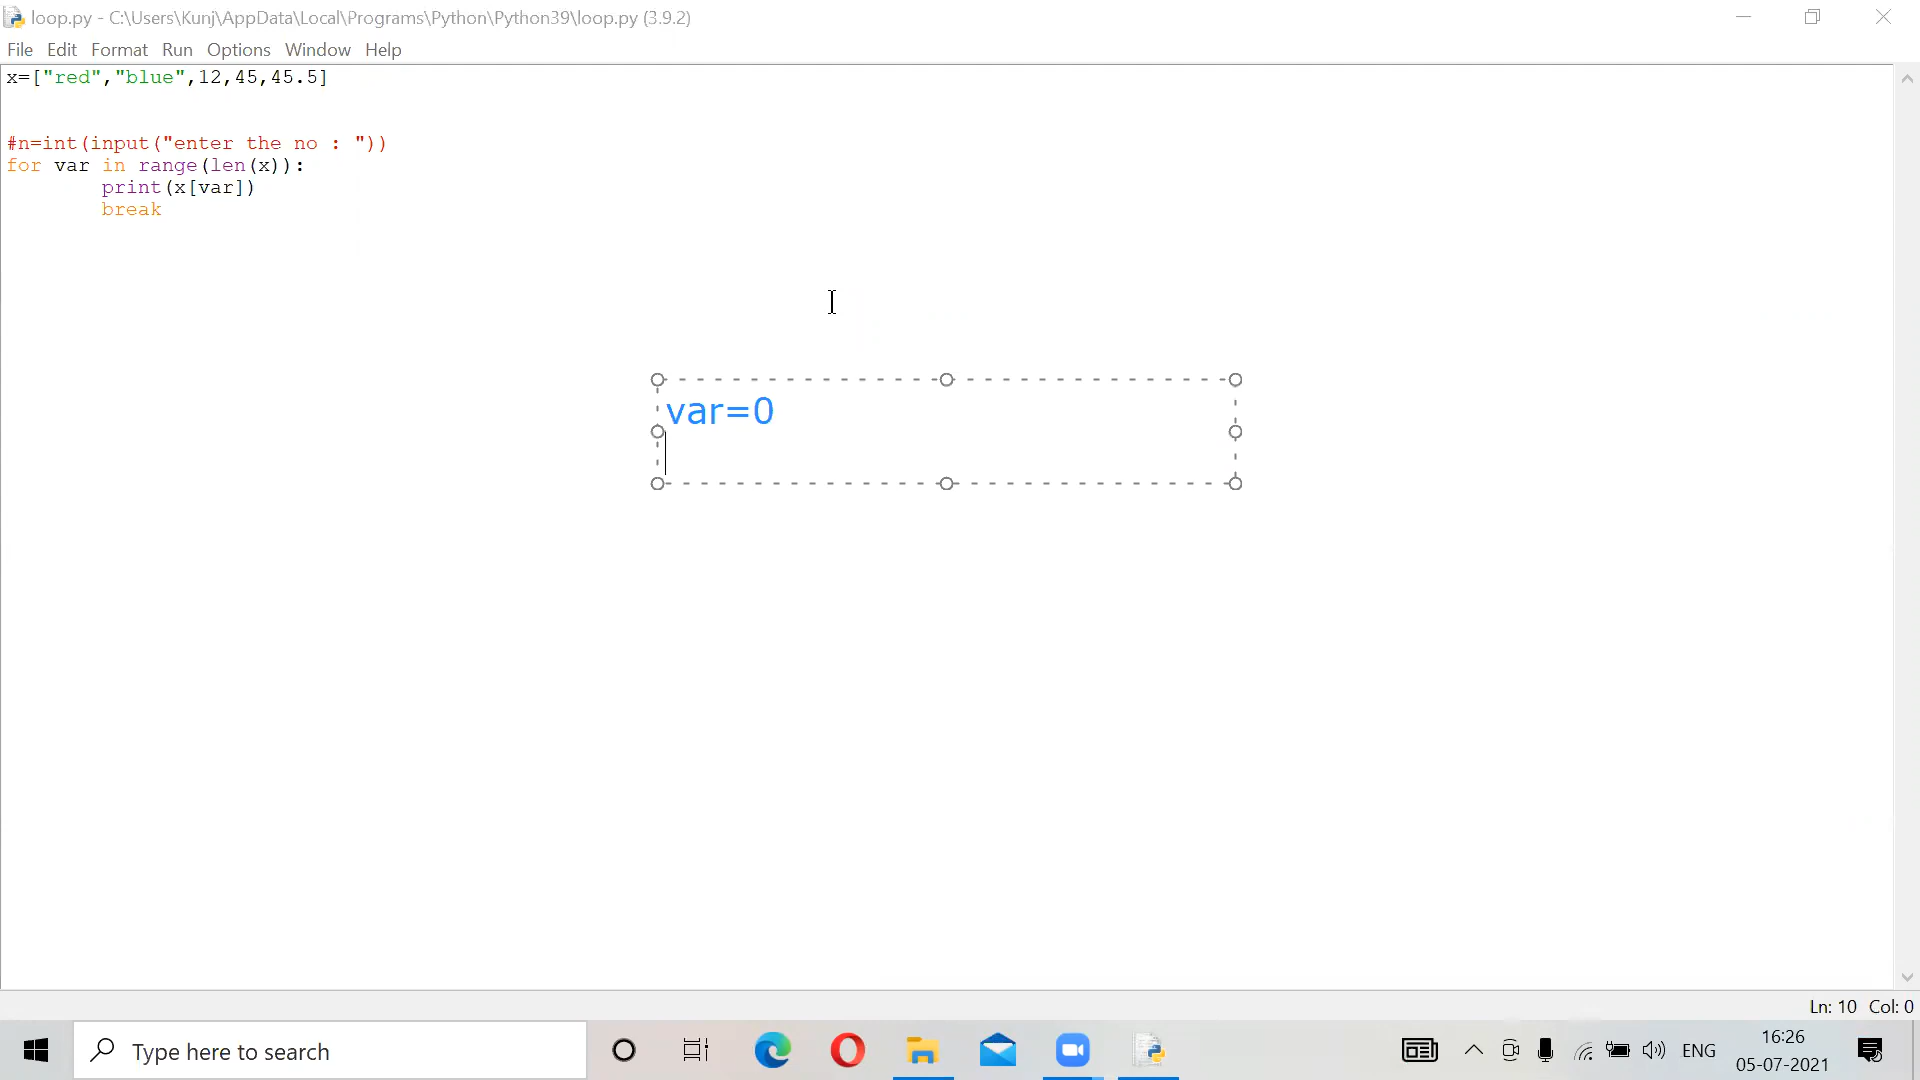 loop.py - C:\Users\Kunj\AppData\Local\Programs\Python\Python39\loop.py (3.9.2)
File Edit Format Run Options Window Help
x=["red","blue",12,45,45.5]
#n=int(input("enter the no : "))
for var in range(len(x)):
        print(x[var])
        break
var=0
Ln: 10 Col: 0
Type here to search
ENG
16:26
05-07-2021